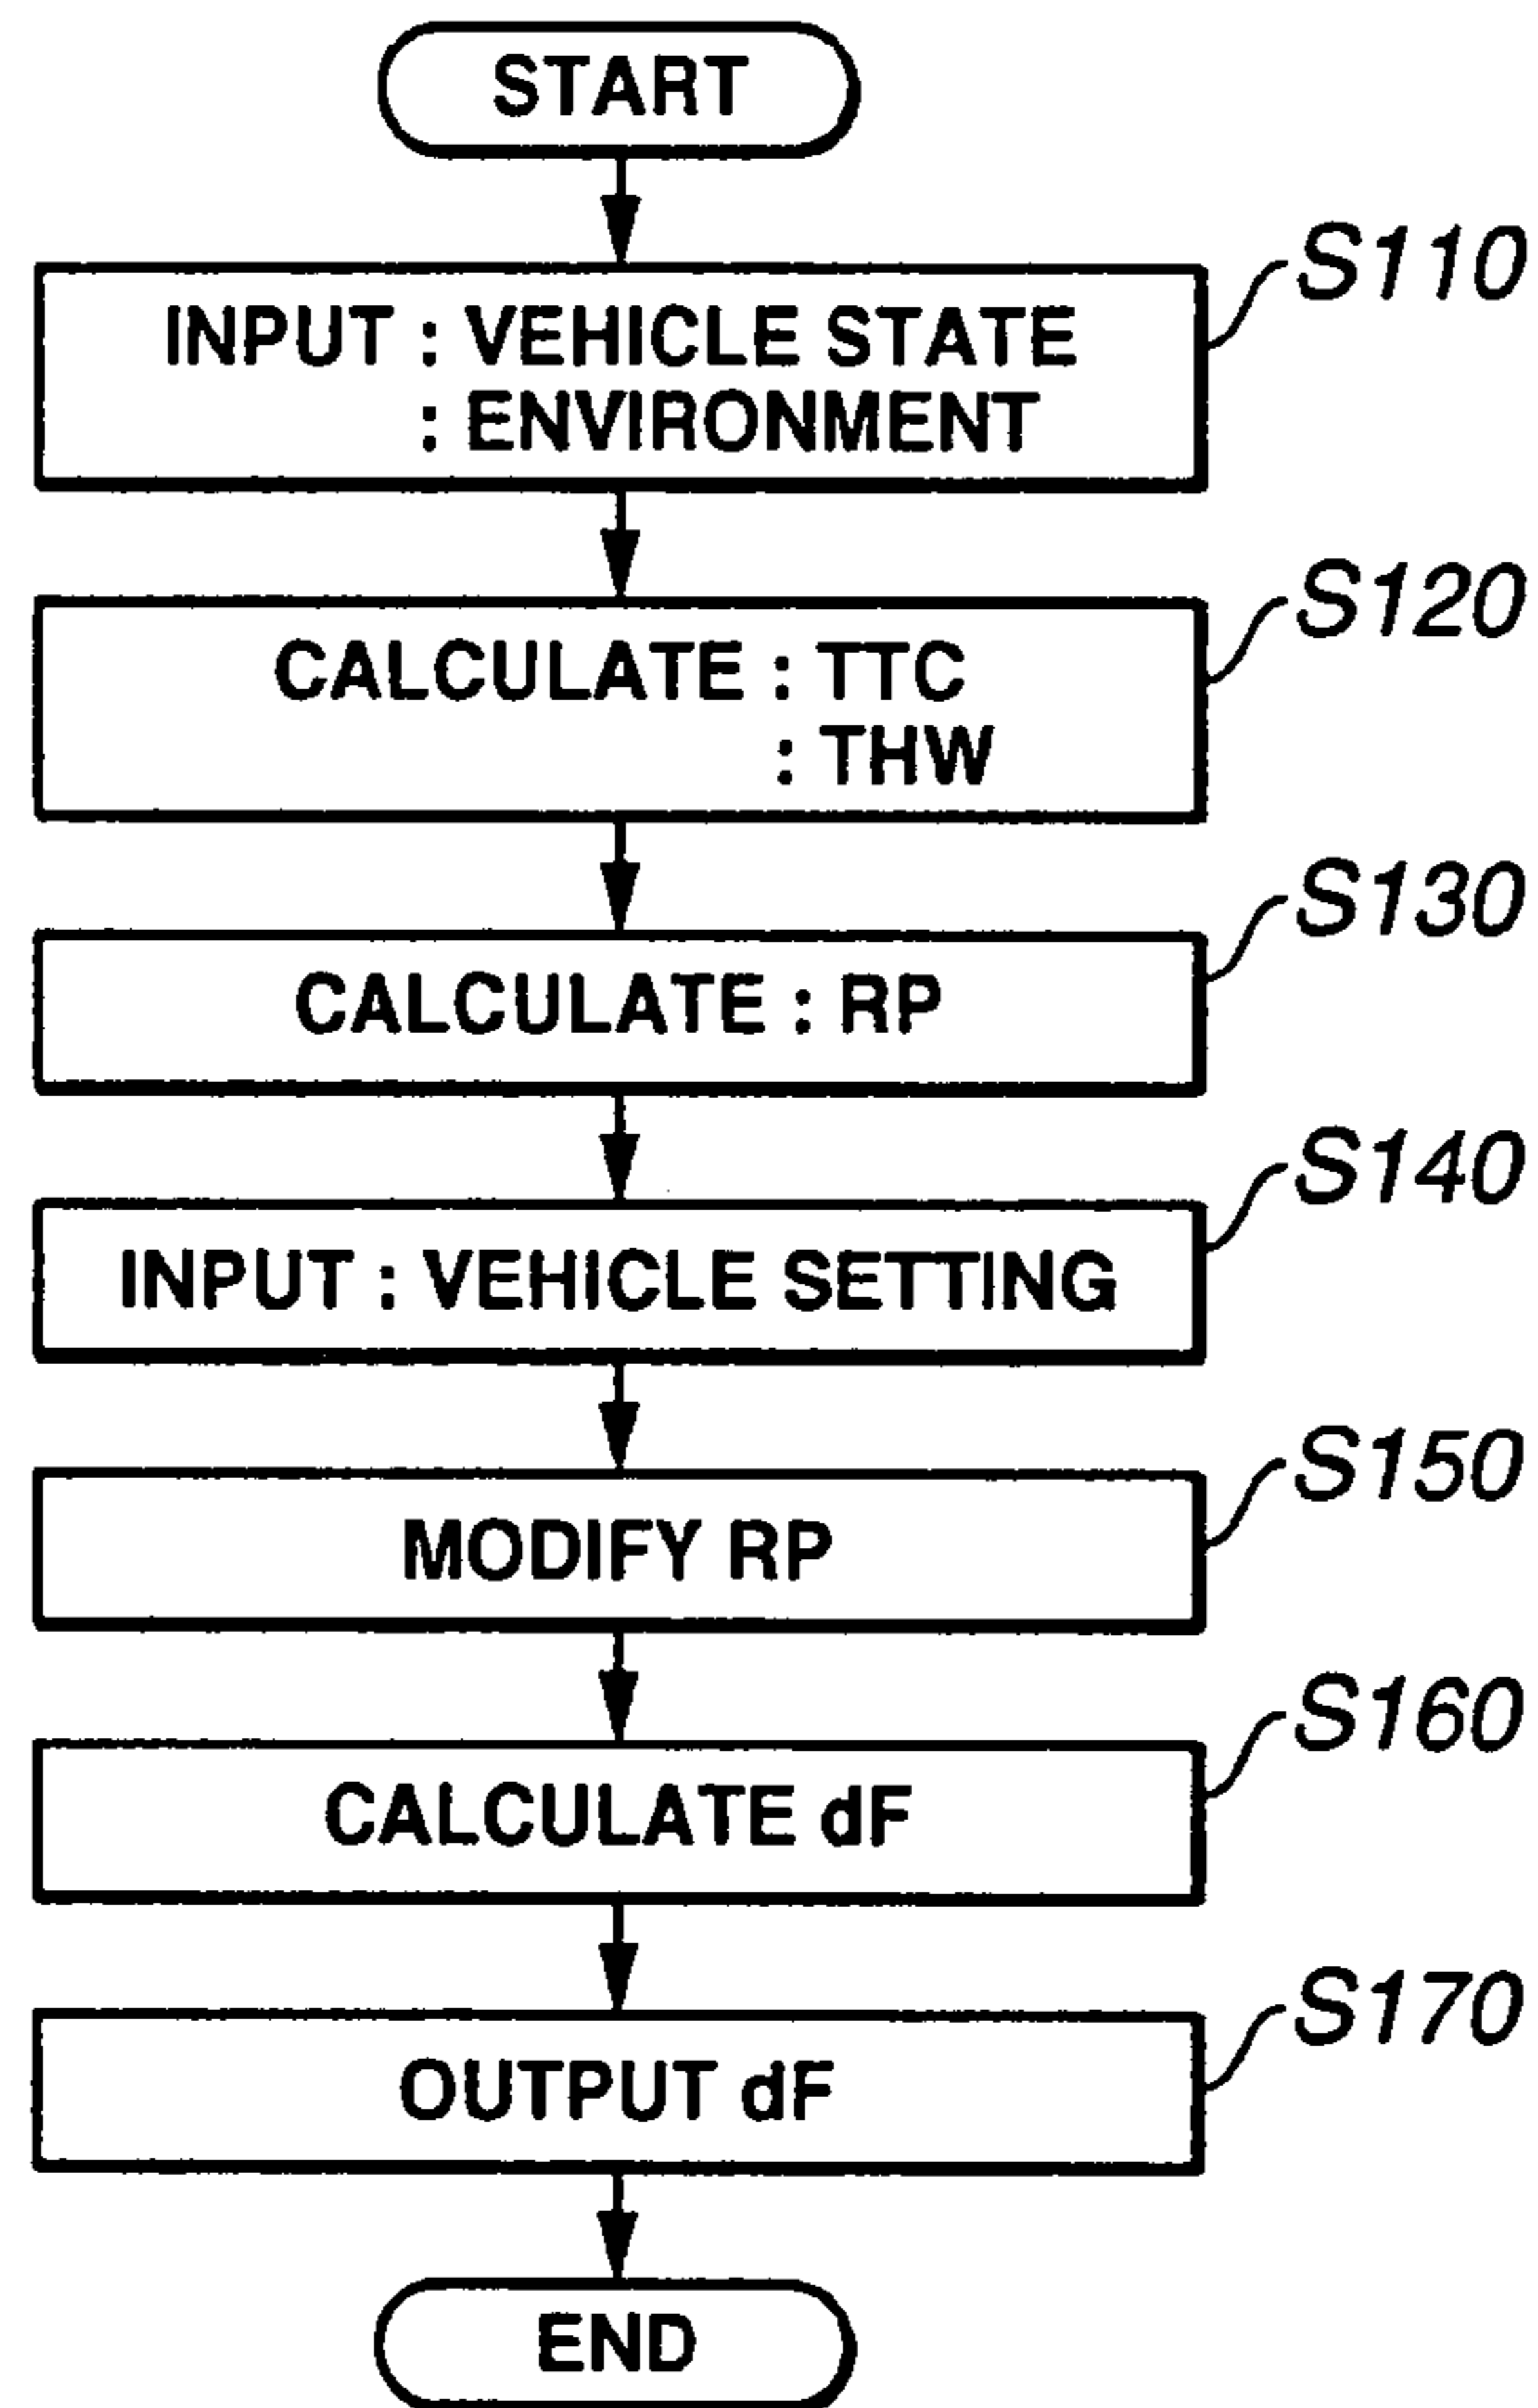 START
S110
INPUT : VEHICLE STATE
: ENVIRONMENT
S120
CALCULATE : TTC
: THW
S130
CALCULATE : RP
S140
INPUT : VEHICLE SETTING
S150
MODIFY RP
S160
CALCULATE dF
S170
OUTPUT dF
END